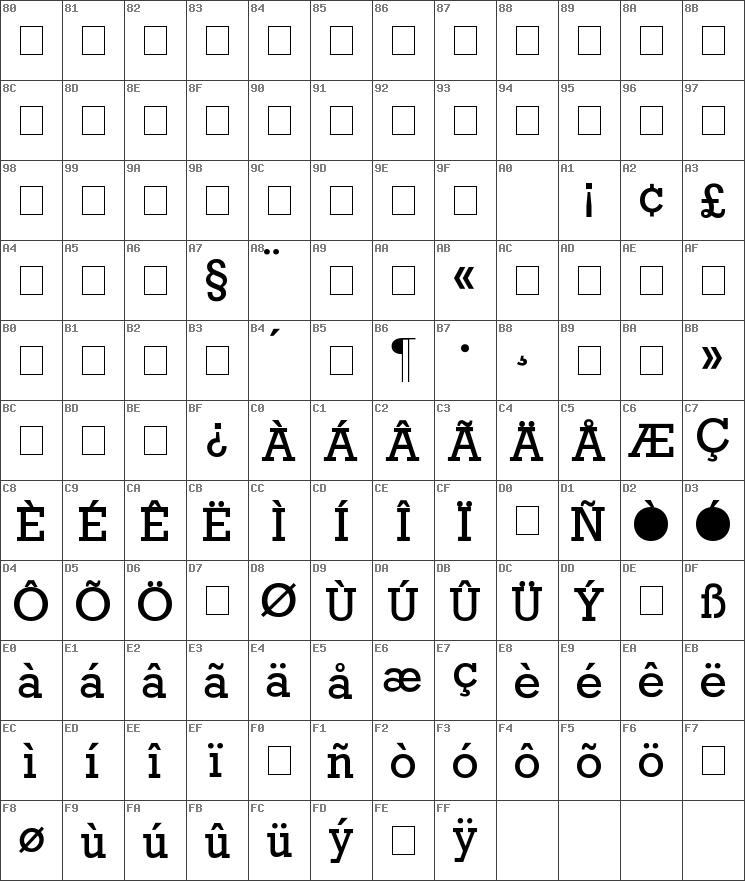 80 81 82 83 84 85 86 87 88 89 8A 8B
8C 8D 8E 8F 90 91 92 93 94 95 96 97
98 99 9A 9B 9C 9D 9E 9F A0 A1 A2 A3
¡ ¢ £
A4 A5 A6 A7 A8 A9 AA AB AC AD AE AF
§ ¨ «
B0 B1 B2 B3 B4 B5 B6 B7 B8 B9 BA BB
´ ¶ · ¸ »
BC BD BE BF C0 C1 C2 C3 C4 C5 C6 C7
¿ À Á Â Ã Ä Å Æ Ç
C8 C9 CA CB CC CD CE CF D0 D1 D2 D3
È É Ê Ë Ì Í Î Ï Ñ Ò Ó
D4 D5 D6 D7 D8 D9 DA DB DC DD DE DF
Ô Õ Ö Ø Ù Ú Û Ü Ý ß
E0 E1 E2 E3 E4 E5 E6 E7 E8 E9 EA EB
à á â ã ä å æ ç è é ê ë
EC ED EE EF F0 F1 F2 F3 F4 F5 F6 F7
ì í î ï ñ ò ó ô õ ö
F8 F9 FA FB FC FD FE FF
ø ù ú û ü ý ÿ